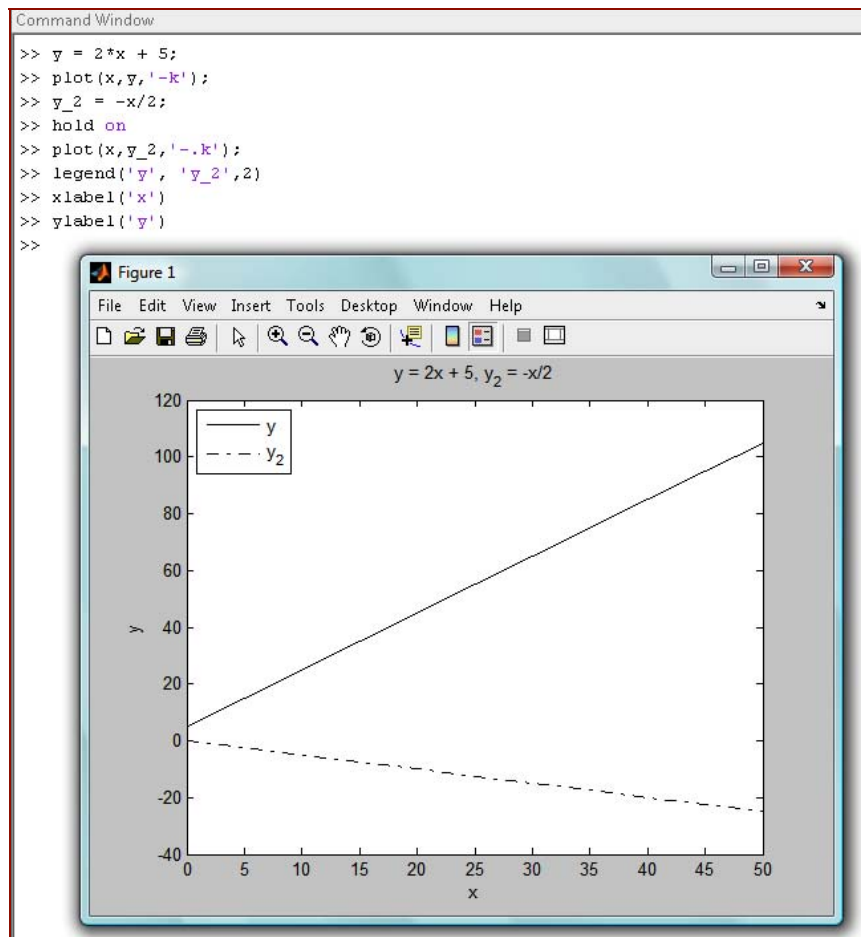 Command Window
>> y = 2*x + 5;
>> plot(x,y,'-k');
>> y_2 = -x/2;
>> hold on
>> plot(x,y_2,'-.k');
>> legend('y', 'y_2',2)
>> xlabel('x')
>> ylabel('y')
>>
Figure 1
File Edit View Insert Tools Desktop Window Help
y = 2x + 5, y₂ = -x/2
y
y₂
120
100
80
60
40
20
0
-20
-40
y
0 5 10 15 20 25 30 35 40 45 50
x